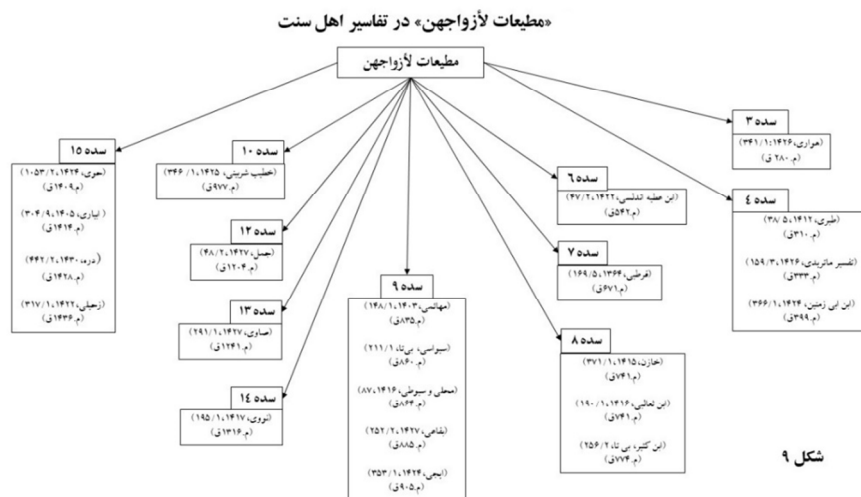 «مطیعات لأزواجهن» در تفاسیر اهل سنت
مطیعات لأزواجهن
سده ۳
(هواری، ۳۴۱/۱:۱۴۲۶)
(م.۲۸۰ ق)
سده ۴
(طبری، ۱۴۱۲، ۳۸/۵)
(م.۳۱۰ق)
(تفسیر ماتریدی، ۱۴۲۶، ۱۵۹/۳)
(م.۳۳۳ق)
(ابن ابی زمنین، ۱۴۲۴، ۳۶۶/۱)
(م.۳۹۹ق)
سده ۶
(ابن عطیه اندلسی، ۱۴۲۲، ۴۷/۲)
(م.۵۴۲ق)
سده ۷
(قرطبی، ۱۳۶۴، ۱۶۹/۵)
(م.۶۷۱ق)
سده ۸
(خازن، ۱۴۱۵، ۳۷۱/۱)
(م.۷۴۱ق)
(ابن ثعالبی، ۱۴۱۶، ۱۹۰/۱)
(م.۷۴۱ق)
(ابن کثیر، بی تا، ۲۵۶/۲)
(م.۷۷۴ق)
سده ۹
(مهائمی، ۱۴۰۳، ۱۴۸/۱)
(م.۸۳۵ق)
(سیواسی، بی‌تا، ۲۱۱/۱)
(م.۸۶۰ق)
(محلی و سیوطی، ۱۴۱۶، ۸۷)
(م.۸۶۴ق)
(بقاعی، ۱۴۲۷، ۲۵۲/۲)
(م.۸۸۵ق)
(ایجی، ۱۴۲۴، ۳۵۳/۱)
(م.۹۰۵ق)
سده ۱۰
(خطیب شربینی، ۱۴۲۵، ۳۴۶/۱)
(م.۹۷۷ق)
سده ۱۲
(جمل، ۱۴۲۷، ۴۸/۲)
(م.۱۲۰۴ق)
سده ۱۳
(صاوی، ۱۴۲۷، ۲۹۱/۱)
(م.۱۲۴۱ق)
سده ۱۴
(نووی، ۱۴۱۷، ۱۹۵/۱)
(م.۱۳۱۶ق)
سده ۱۵
(حوی، ۱۴۲۴، ۱۰۵۳/۲)
(م.۱۴۰۹ق)
(ابیاری، ۱۴۰۵، ۳۰۴/۹)
(م.۱۴۱۴ق)
(دره، ۱۴۳۰، ۴۴۲/۲)
(م.۱۴۲۸ق)
(زحیلی، ۱۴۲۲، ۳۱۷/۱)
(م.۱۴۳۶ق)
شکل ۹